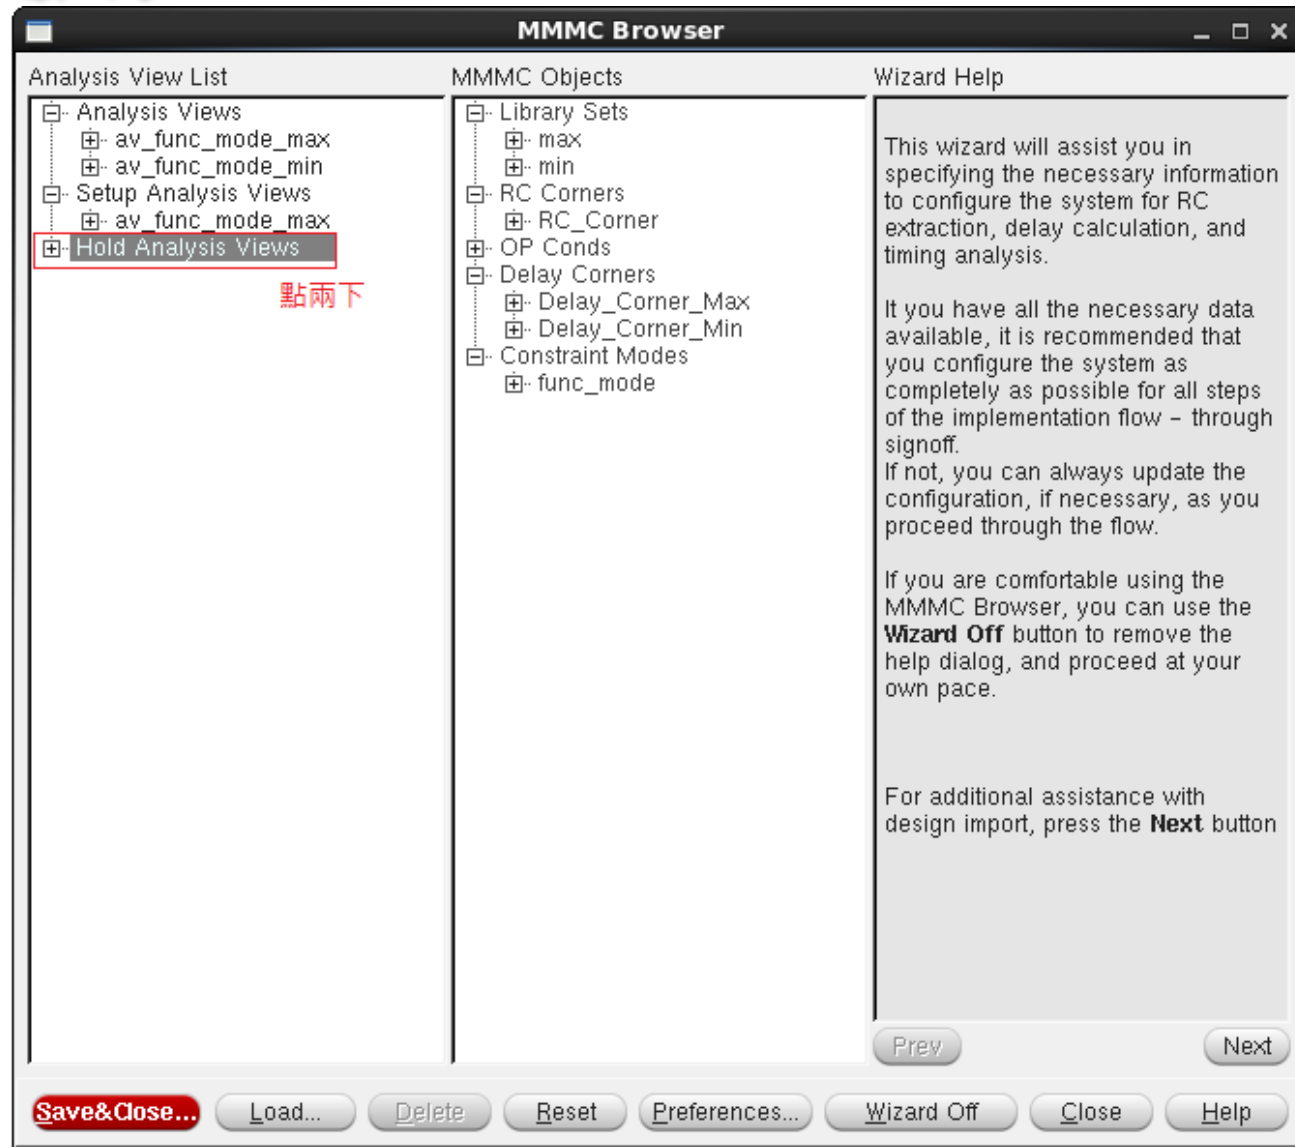 MMMC Browser
Analysis View List
Analysis Views
av_func_mode_max
av_func_mode_min
Setup Analysis Views
av_func_mode_max
Hold Analysis Views
點兩下
MMMC Objects
Library Sets
max
min
RC Corners
RC_Corner
OP Conds
Delay Corners
Delay_Corner_Max
Delay_Corner_Min
Constraint Modes
func_mode
Wizard Help
This wizard will assist you in
specifying the necessary information
to configure the system for RC
extraction, delay calculation, and
timing analysis.
It you have all the necessary data
available, it is recommended that
you configure the system as
completely as possible for all steps
of the implementation flow – through
signoff.
If not, you can always update the
configuration, if necessary, as you
proceed through the flow.
If you are comfortable using the
MMMC Browser, you can use the
Wizard Off button to remove the
help dialog, and proceed at your
own pace.
For additional assistance with
design import, press the Next button
Prev Next
Save&Close... Load... Delete Reset Preferences... Wizard Off Close Help